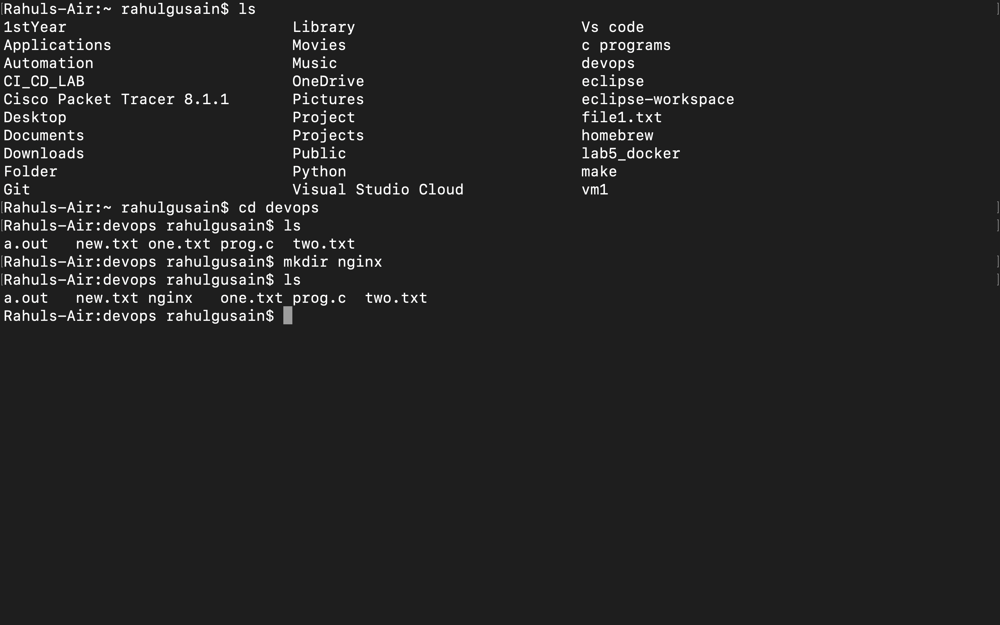 [Rahuls-Air:~ rahulgusain$ ls ]
1stYear Library Vs code
Applications Movies c programs
Automation Music devops
CI_CD_LAB OneDrive eclipse
Cisco Packet Tracer 8.1.1 Pictures eclipse-workspace
Desktop Project file1.txt
Documents Projects homebrew
Downloads Public lab5_docker
Folder Python make
Git Visual Studio Cloud vm1
[Rahuls-Air:~ rahulgusain$ cd devops ]
[Rahuls-Air:devops rahulgusain$ ls ]
a.out new.txt one.txt prog.c two.txt
[Rahuls-Air:devops rahulgusain$ mkdir nginx ]
[Rahuls-Air:devops rahulgusain$ ls ]
a.out new.txt nginx one.txt prog.c two.txt
Rahuls-Air:devops rahulgusain$